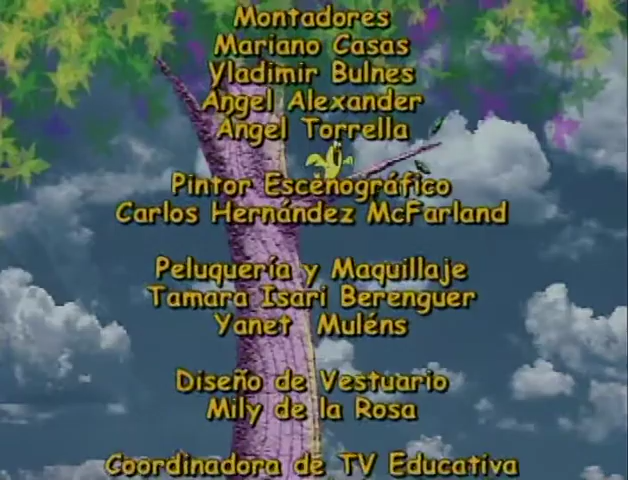 Montadores
Mariano Casas
Vladimir Bulnes
Angel Alexander
Angel Torrella
Pintor Escenográfico
Carlos Hernández McFarland
Peluquería y Maquillaje
Tamara Isari Berenguer
Yanet Muléns
Diseño de Vestuario
Mily de la Rosa
Coordinadora de TV Educativa